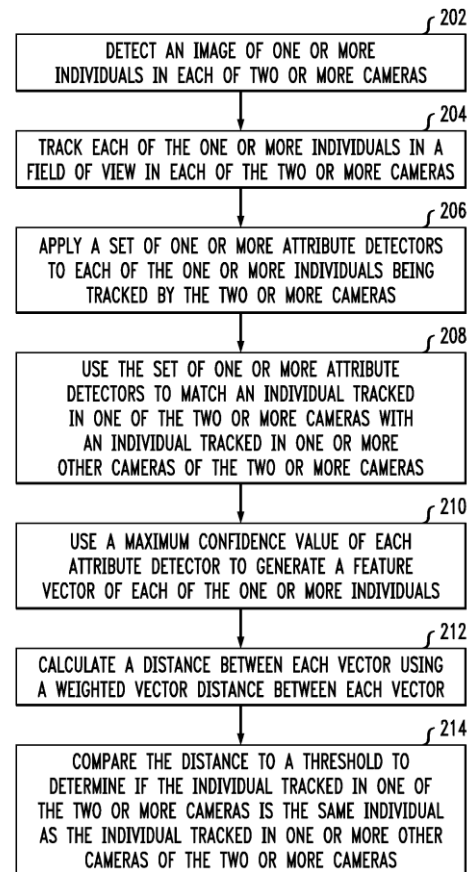 202
DETECT AN IMAGE OF ONE OR MORE
INDIVIDUALS IN EACH OF TWO OR MORE CAMERAS
204
TRACK EACH OF THE ONE OR MORE INDIVIDUALS IN A
FIELD OF VIEW IN EACH OF THE TWO OR MORE CAMERAS
206
APPLY A SET OF ONE OR MORE ATTRIBUTE DETECTORS
TO EACH OF THE ONE OR MORE INDIVIDUALS BEING
TRACKED BY THE TWO OR MORE CAMERAS
208
USE THE SET OF ONE OR MORE ATTRIBUTE
DETECTORS TO MATCH AN INDIVIDUAL TRACKED
IN ONE OF THE TWO OR MORE CAMERAS WITH
AN INDIVIDUAL TRACKED IN ONE OR MORE
OTHER CAMERAS OF THE TWO OR MORE CAMERAS
210
USE A MAXIMUM CONFIDENCE VALUE OF EACH
ATTRIBUTE DETECTOR TO GENERATE A FEATURE
VECTOR OF EACH OF THE ONE OR MORE INDIVIDUALS
212
CALCULATE A DISTANCE BETWEEN EACH VECTOR USING
A WEIGHTED VECTOR DISTANCE BETWEEN EACH VECTOR
214
COMPARE THE DISTANCE TO A THRESHOLD TO
DETERMINE IF THE INDIVIDUAL TRACKED IN ONE OF
THE TWO OR MORE CAMERAS IS THE SAME INDIVIDUAL
AS THE INDIVIDUAL TRACKED IN ONE OR MORE OTHER
CAMERAS OF THE TWO OR MORE CAMERAS